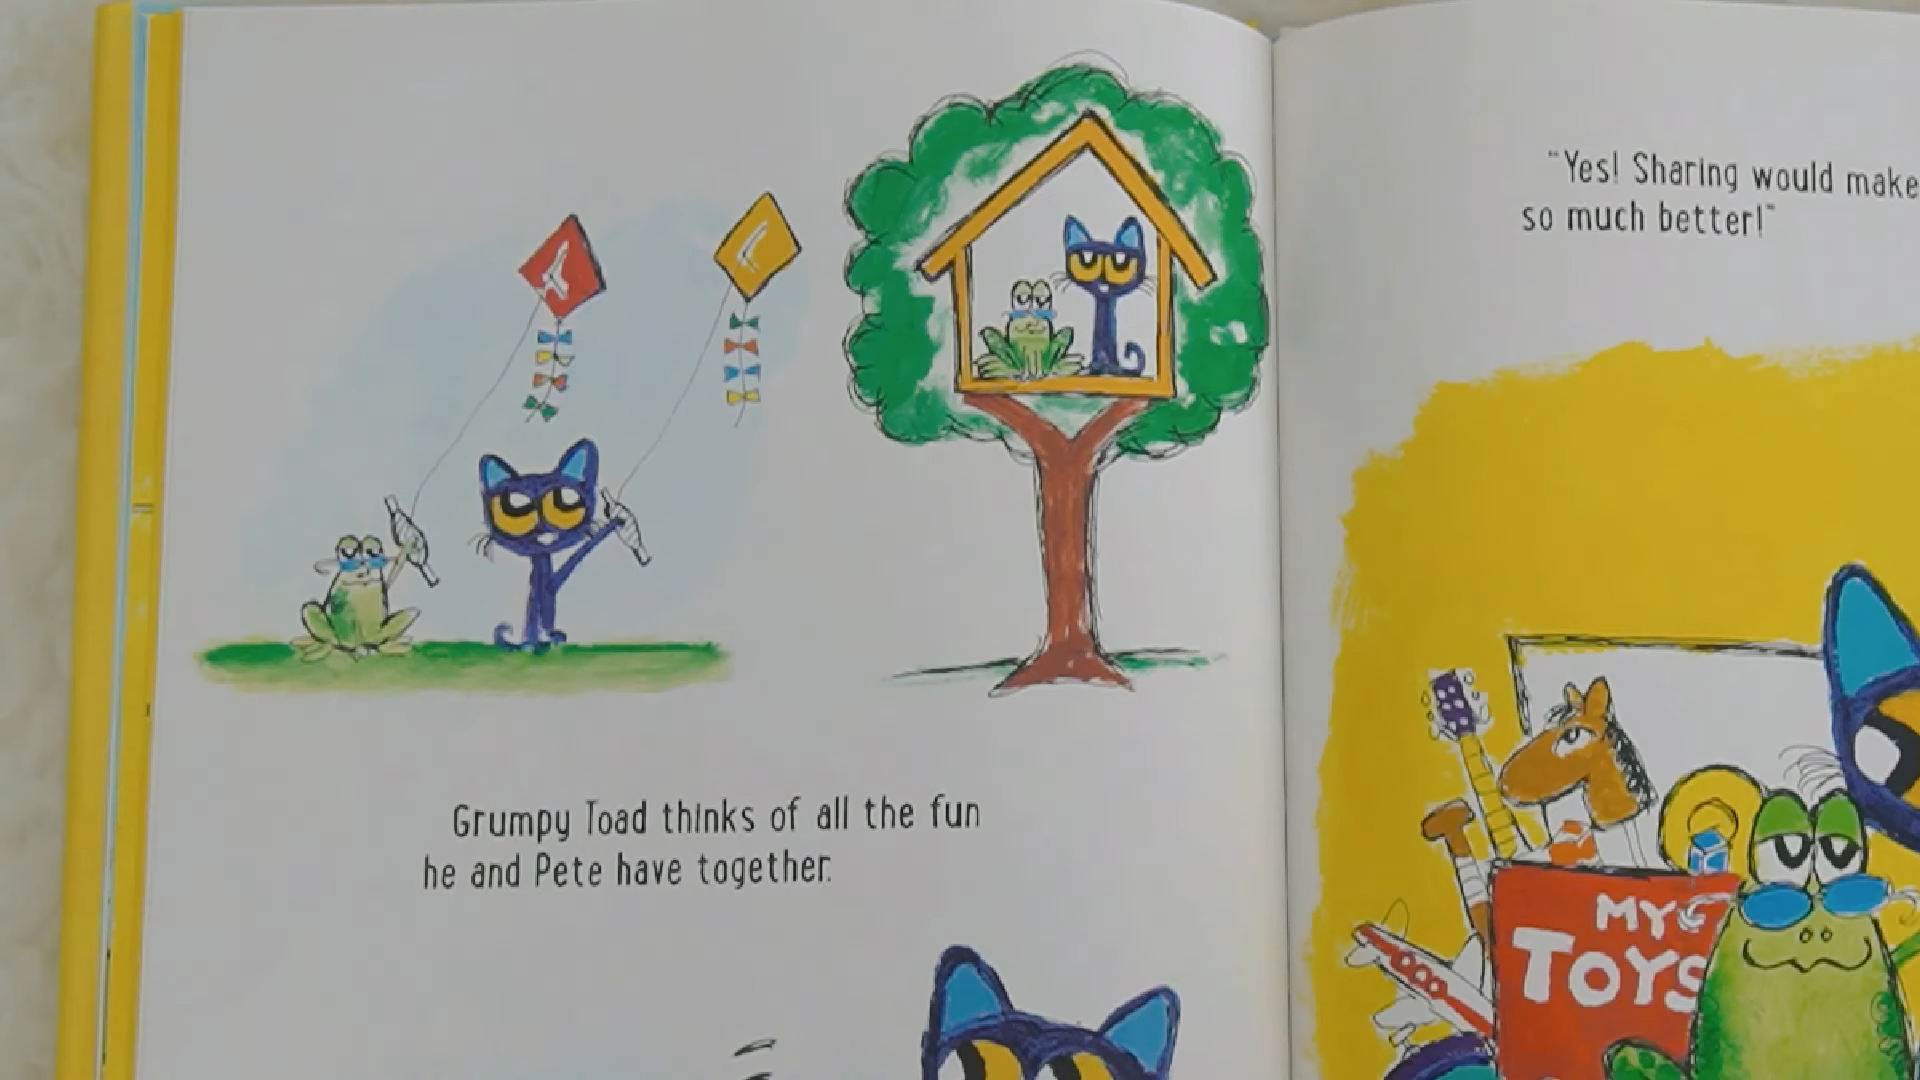 Grumpy Toad thinks of all the fun
he and Pete have together.
"Yes! Sharing would make
so much better!"
MY
TOYS